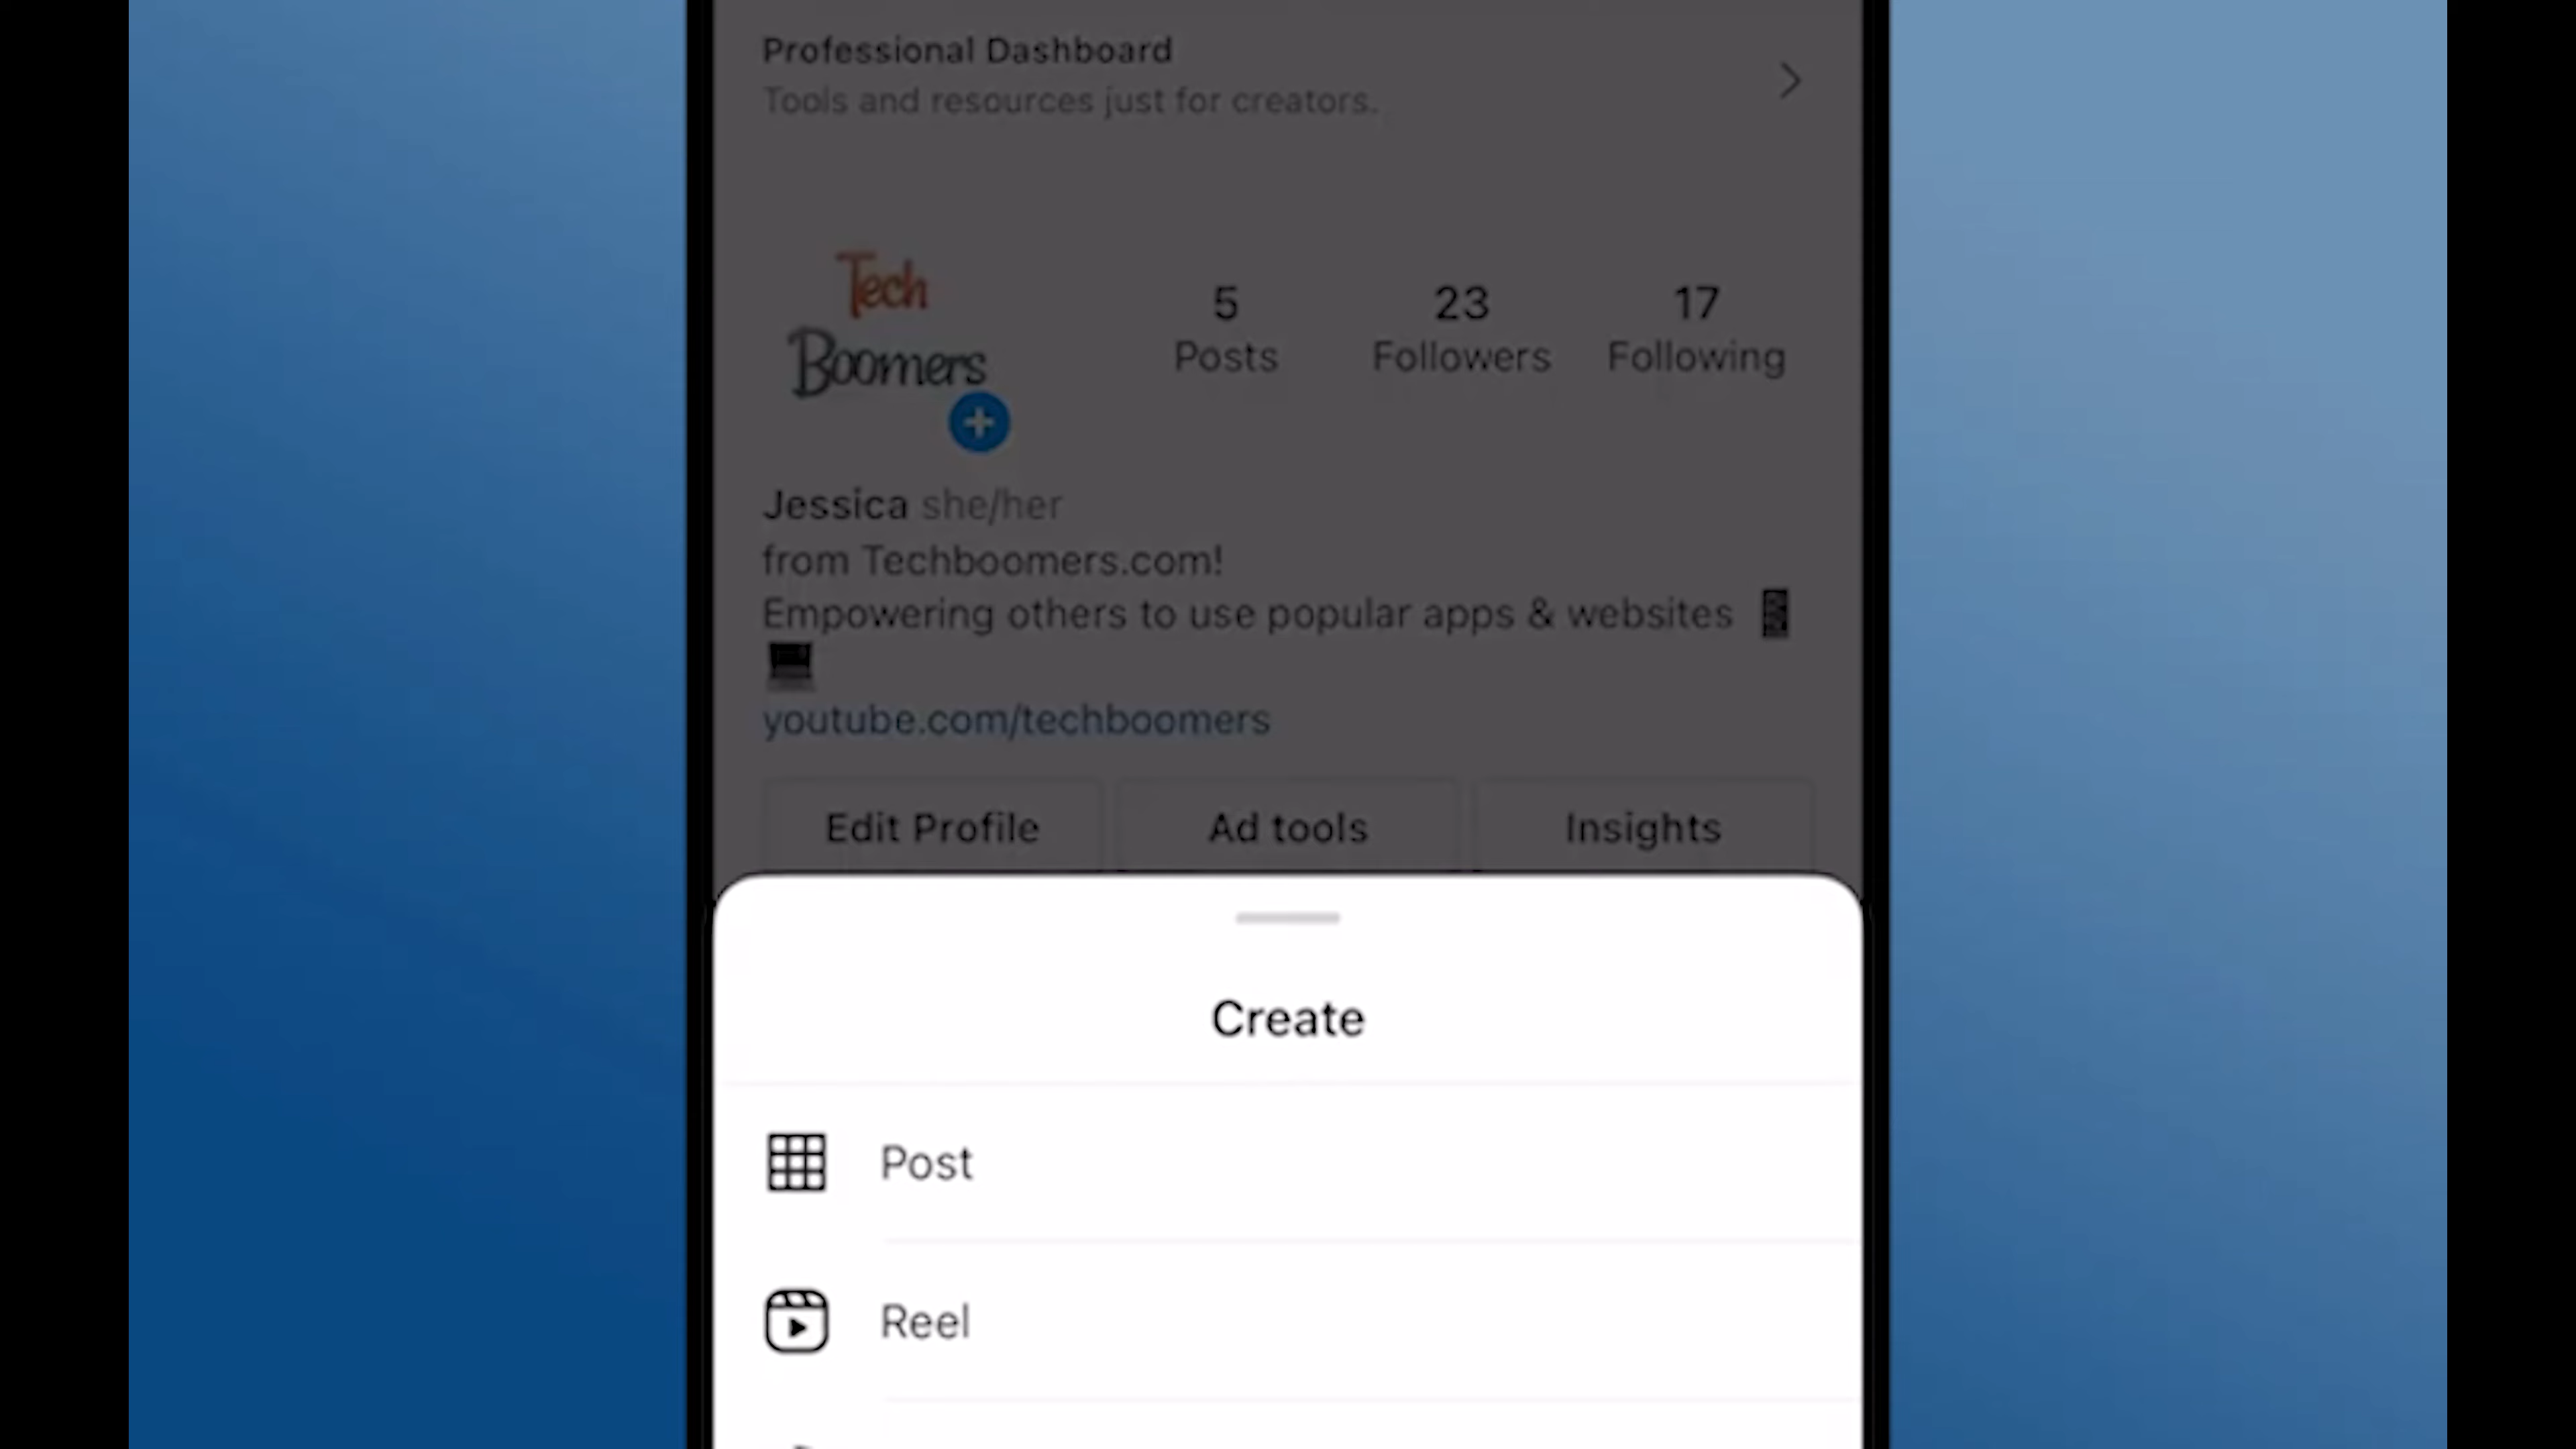 Professional Dashboard
Tools and resources just for creators.
Tech
Boomers
5
Posts
23
Followers
17
Following
Jessica she/her
from Techboomers.com!
Empowering others to use popular apps & websites
youtube.com/techboomers
Edit Profile
Ad tools
Insights
Create
Post
Reel